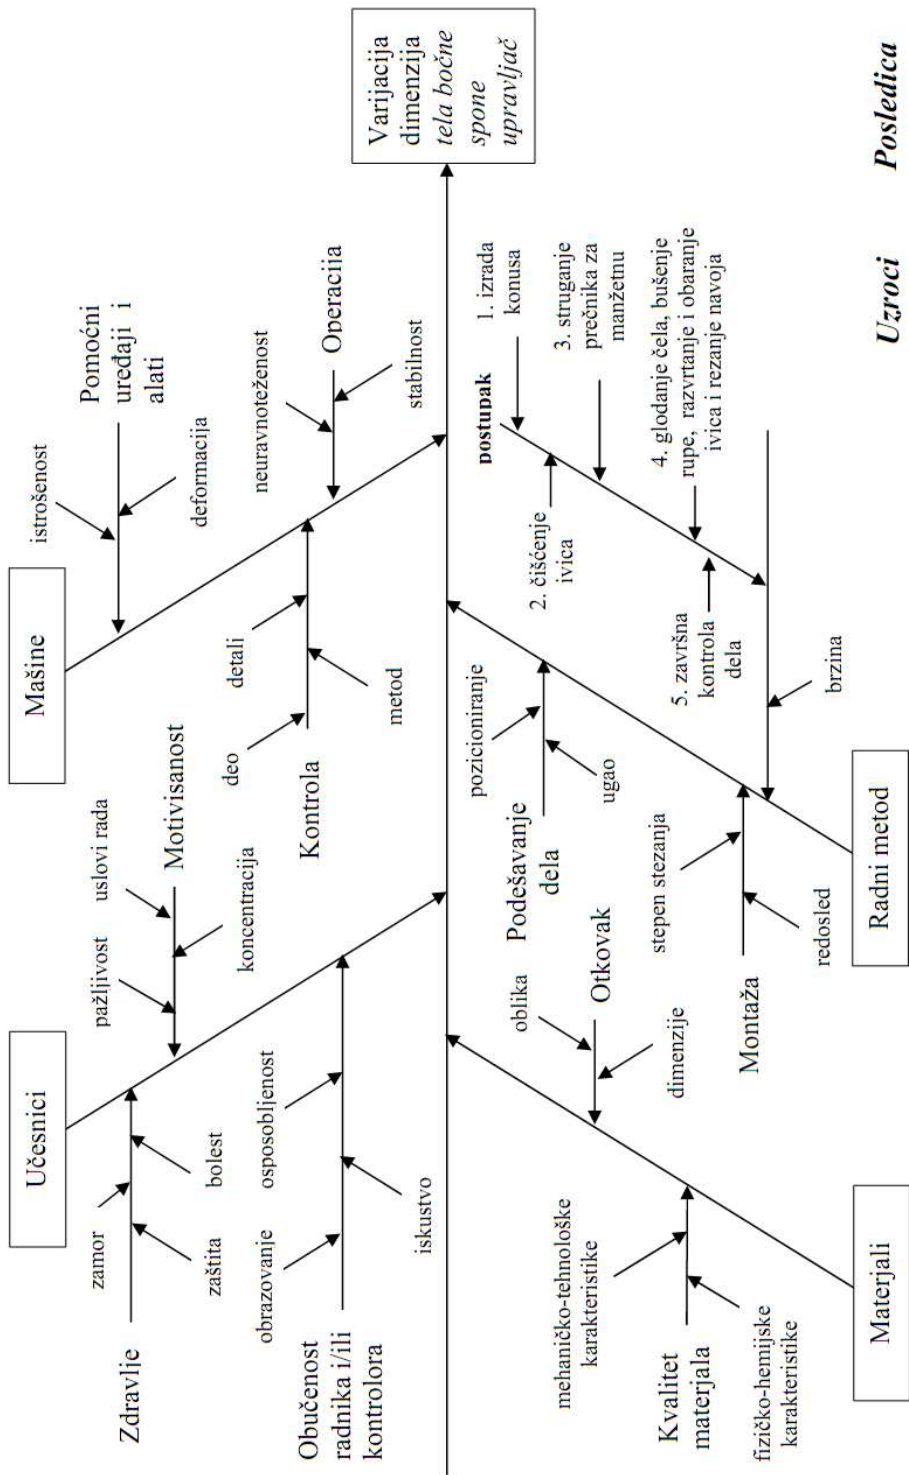 Učesnici
Zdravlje
zamor
zaštita
bolest
Motivisanost
pažljivost
uslovi rada
koncentracija
Obučenost
radnika i/ili
kontrolora
obrazovanje
osposobljenost
iskustvo
Mašine
Pomoćni
uređaji i
alati
istrošenost
deformacija
Kontrola
deo
detalj
metod
Operacija
neuravnoteženost
stabilnost
Varijacija
dimenzija
tela bočne
spone
upravljač
Materjali
Kvalitet
materjala
mehaničko-tehnološke
karakteristike
fizičko-hemijske
karakteristike
Otkovak
oblika
dimenzije
Radni metod
Montaža
stepen stezanja
redosled
Podešavanje
dela
pozicioniranje
ugao
brzina
postupak
1. izrada
konusa
2. čišćenje
ivica
3. struganje
prečnika za
manžetnu
4. glodanje čela, bušenje
rupe, razvrtanje i obaranje
ivica i rezanje navoja
5. završna
kontrola
dela
Uzroci Posledica